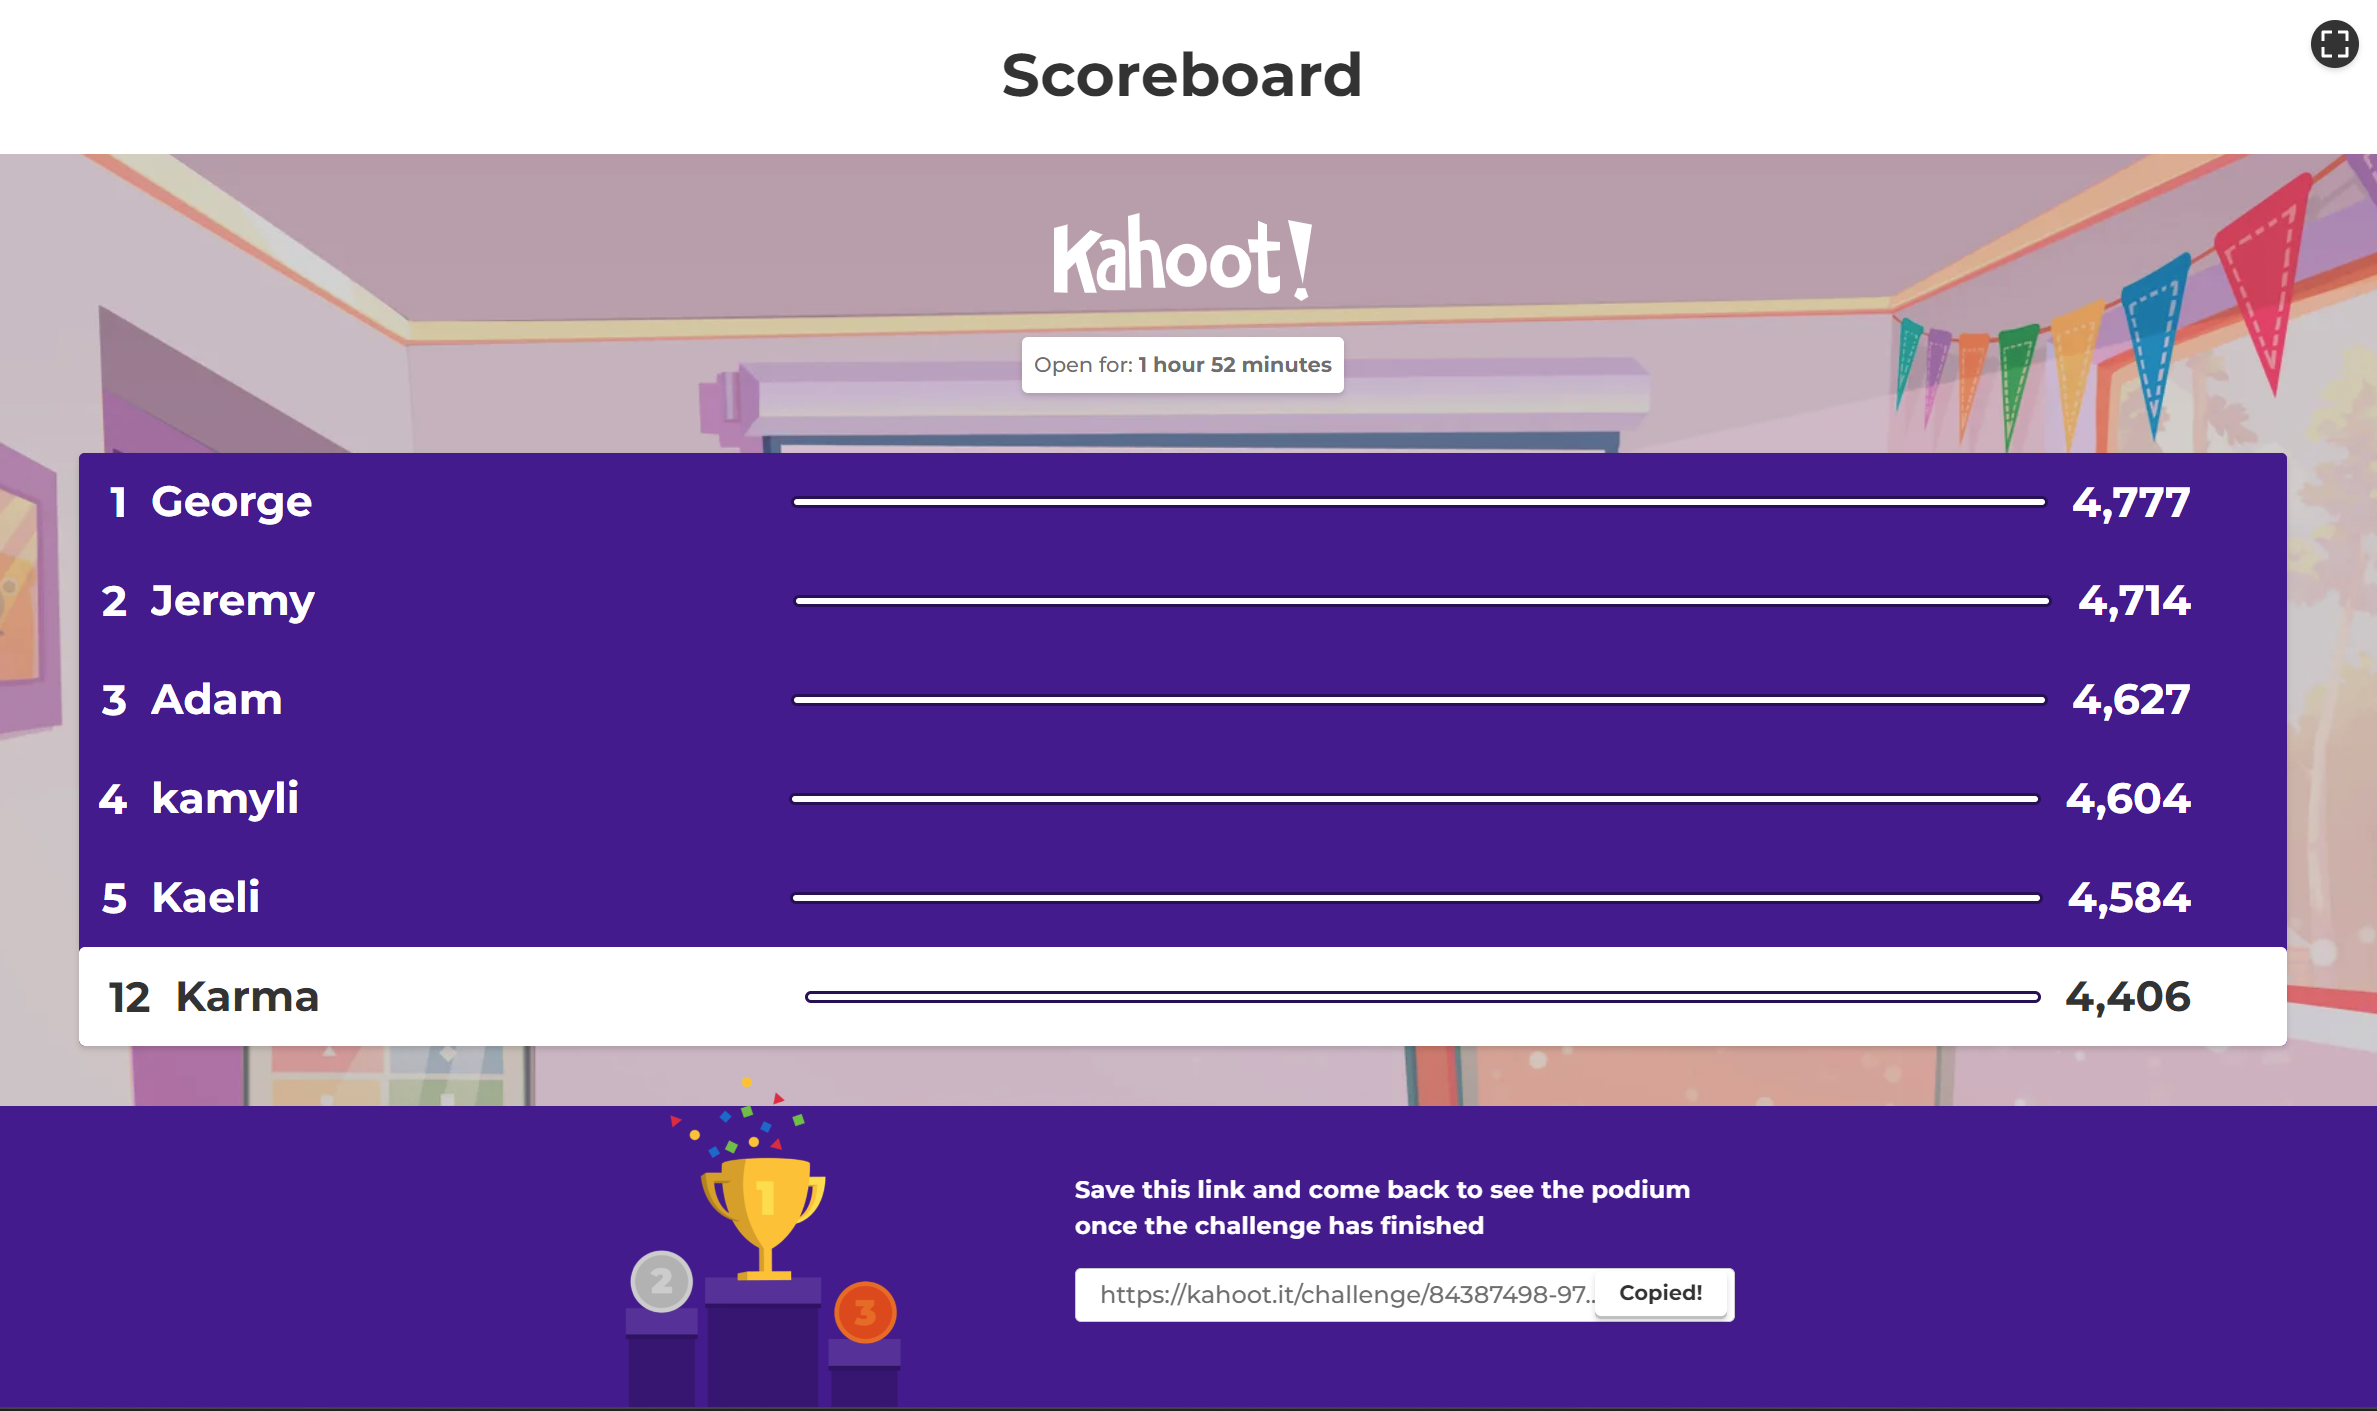 Scoreboard
Kahoot!
Open for: 1 hour 52 minutes
1 George 4,777
2 Jeremy 4,714
3 Adam 4,627
4 kamyli 4,604
5 Kaeli 4,584
12 Karma 4,406
1
2
3
Save this link and come back to see the podium
once the challenge has finished
https://kahoot.it/challenge/84387498-97.. Copied!